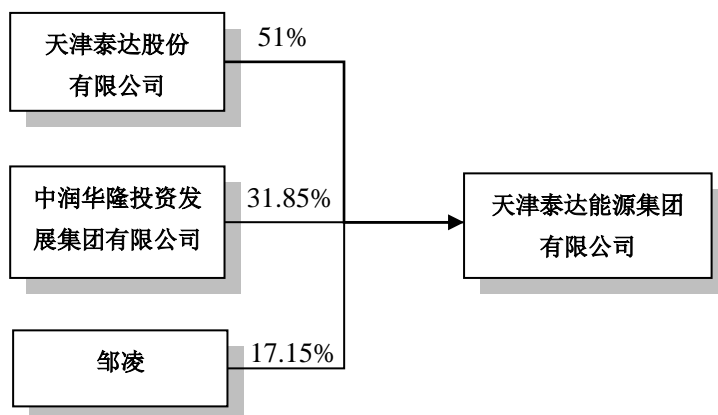 天津泰达股份
有限公司
51%
中润华隆投资发
展集团有限公司
31.85%
天津泰达能源集团
有限公司
邹凌
17.15%